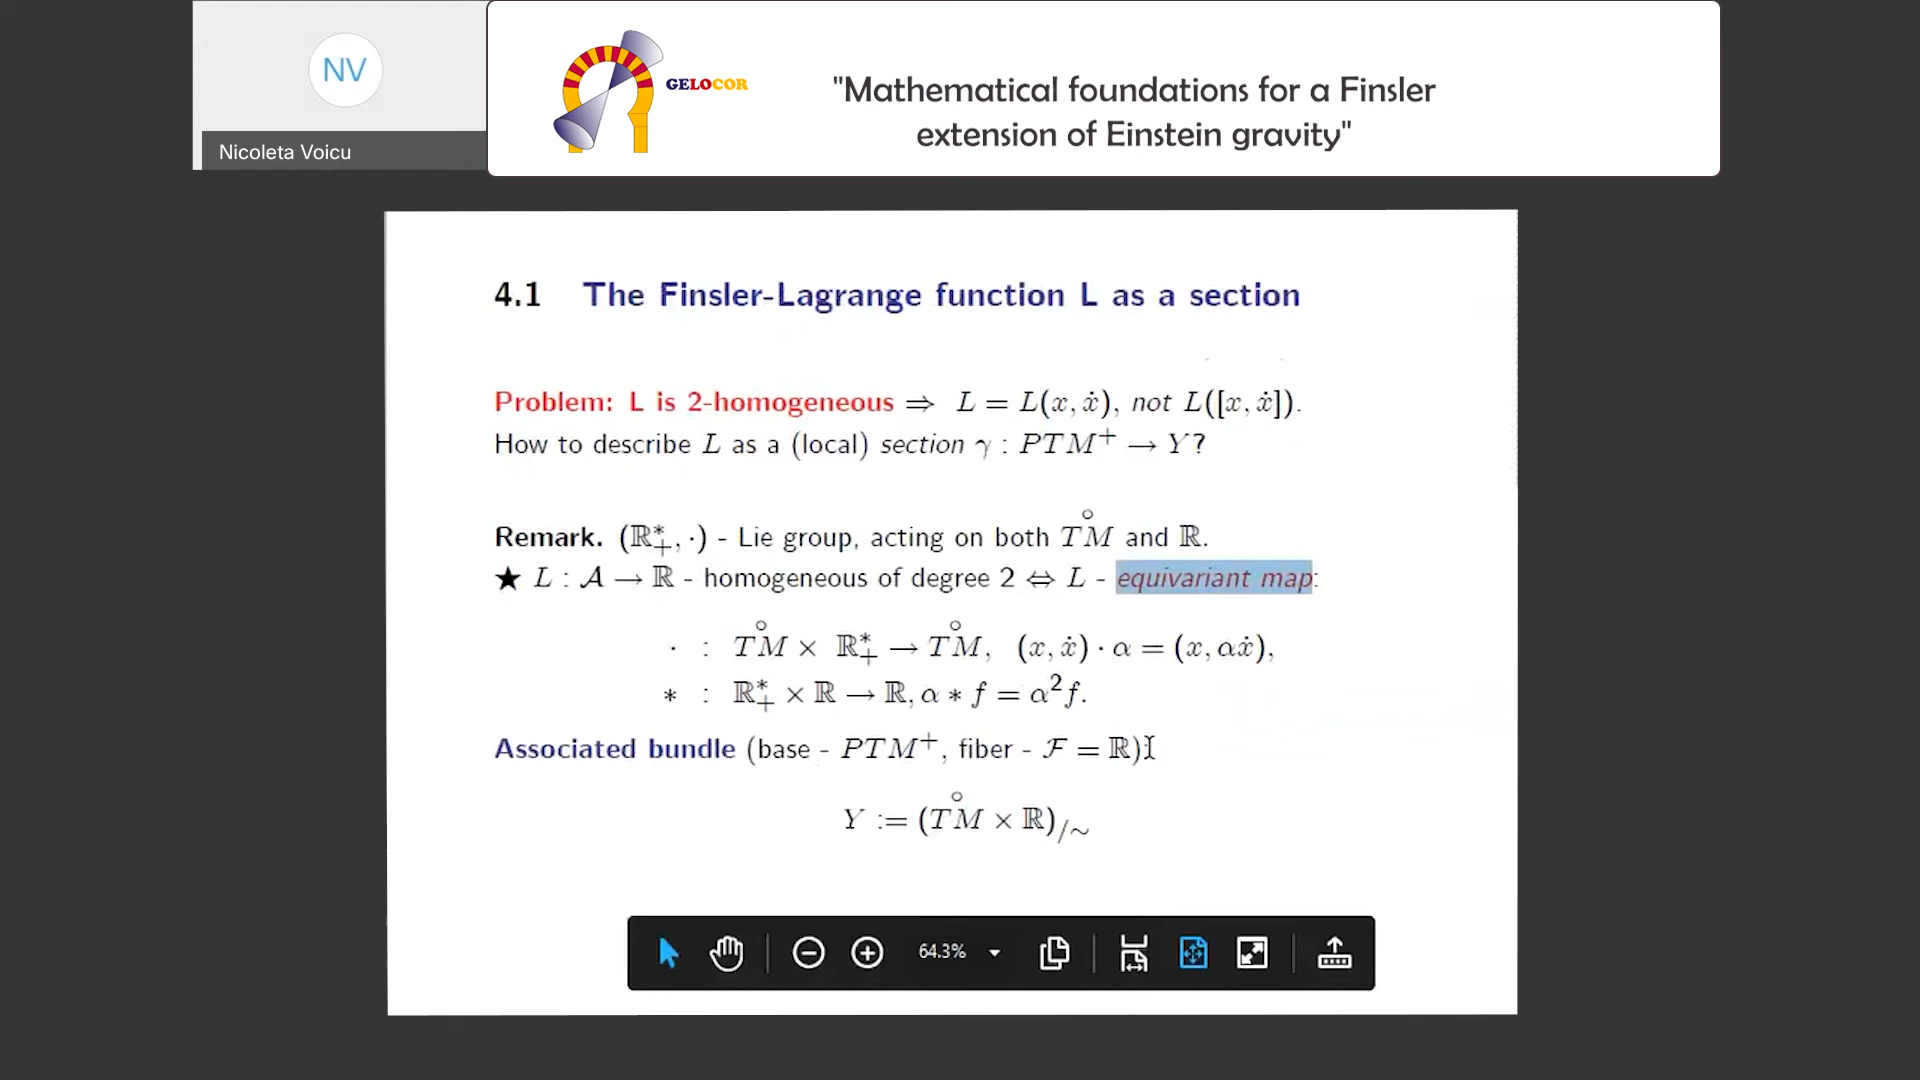 NV
Nicoleta Voicu
GELOCOR
"Mathematical foundations for a Finsler
extension of Einstein gravity"
4.1 The Finsler-Lagrange function L as a section
Problem: L is 2-homogeneous ⇒ L = L(x, ẋ), not L([x, ẋ]).
How to describe L as a (local) section γ : PTM⁺ → Y?
Remark. (ℝ₊*, ·) - Lie group, acting on both T̊M and ℝ.
★ L : 𝒜 → ℝ - homogeneous of degree 2 ⇔ L - equivariant map:
· : T̊M × ℝ₊* → T̊M, (x, ẋ) · α = (x, αẋ),
∗ : ℝ₊* × ℝ → ℝ, α ∗ f = α²f.
Associated bundle (base - PTM⁺, fiber - ℱ = ℝ)
Y := (T̊M × ℝ)/∼
64.3%